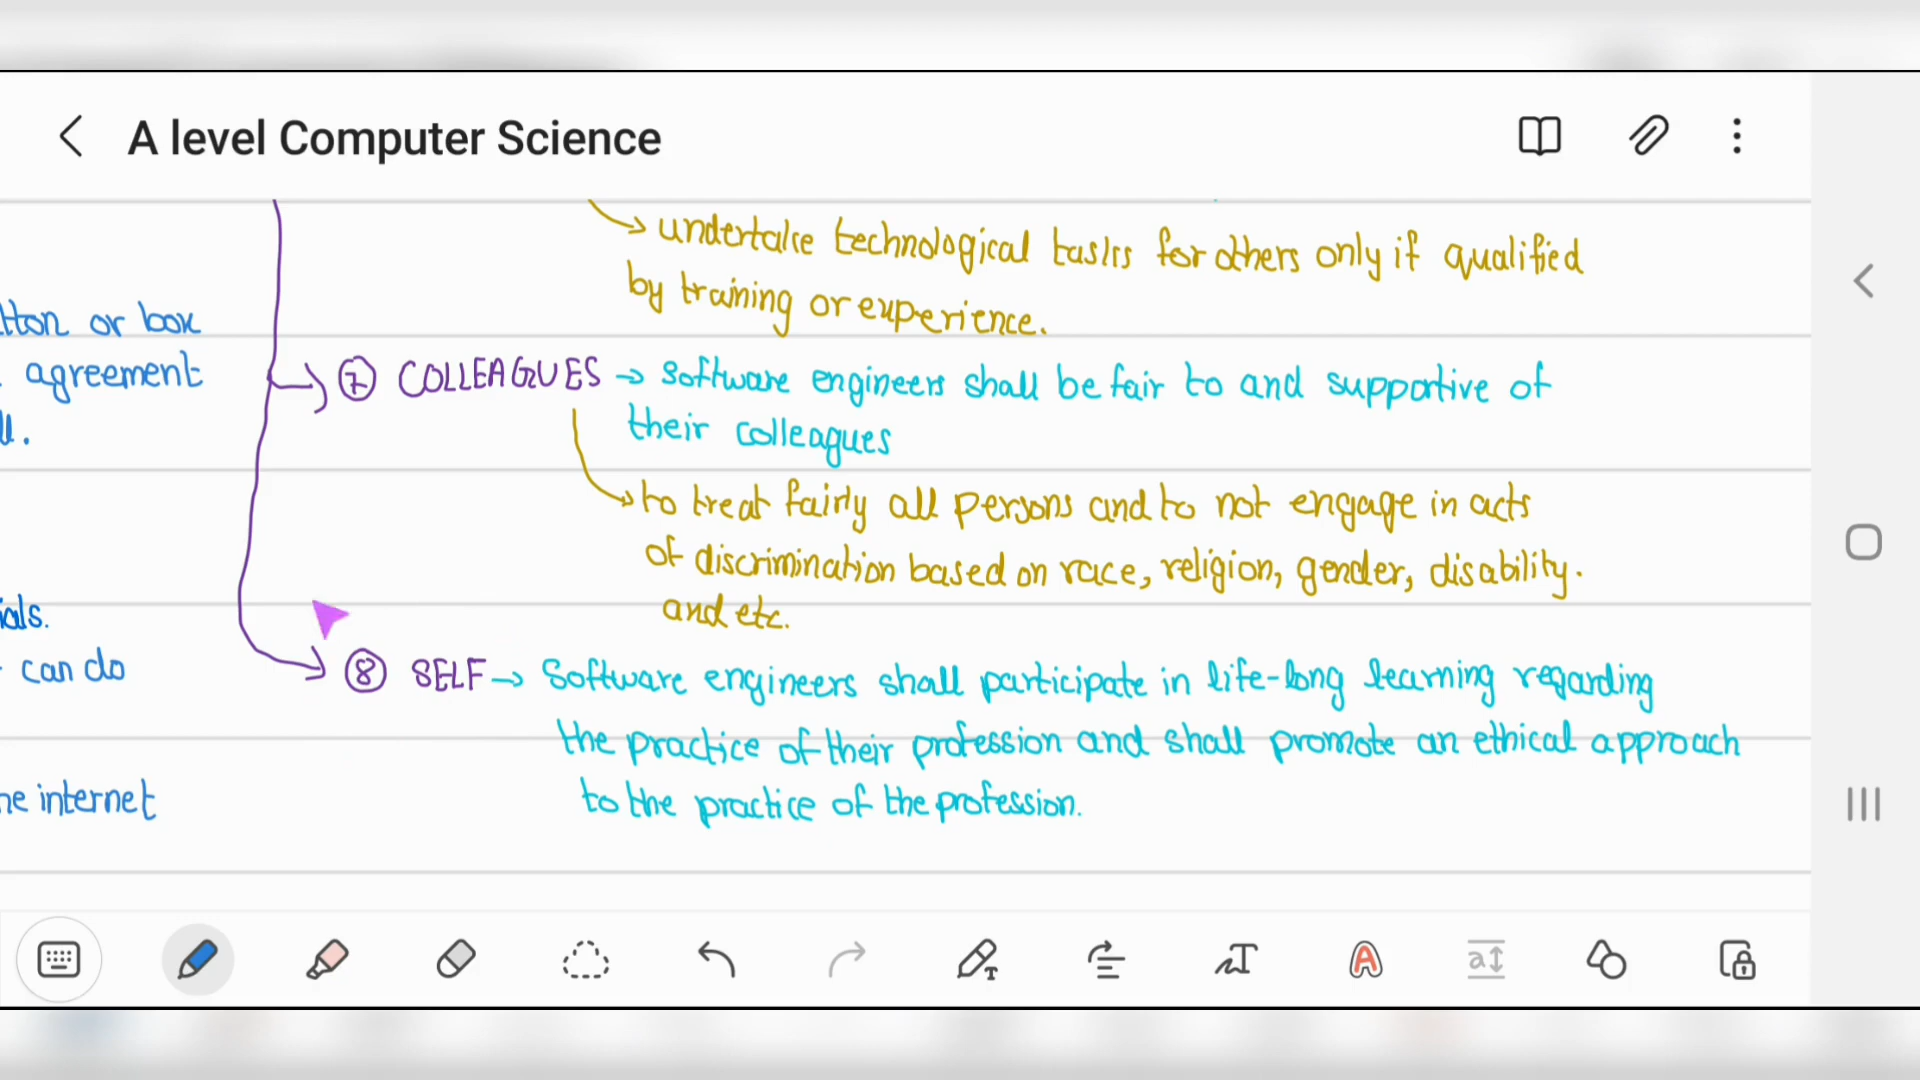 A level Computer Science
undertake technological tasks for others only if qualified
by training or experience.
tton or box
agreement
ll.
⑦ COLLEAGUES → Software engineers shall be fair to and supportive of
their colleagues
to treat fairly all persons and to not engage in acts
of discrimination based on race, religion, gender, disability.
and etc.
ials.
can do
⑧ SELF → Software engineers shall participate in life-long learning regarding
the practice of their profession and shall promote an ethical approach
to the practice of the profession.
he internet